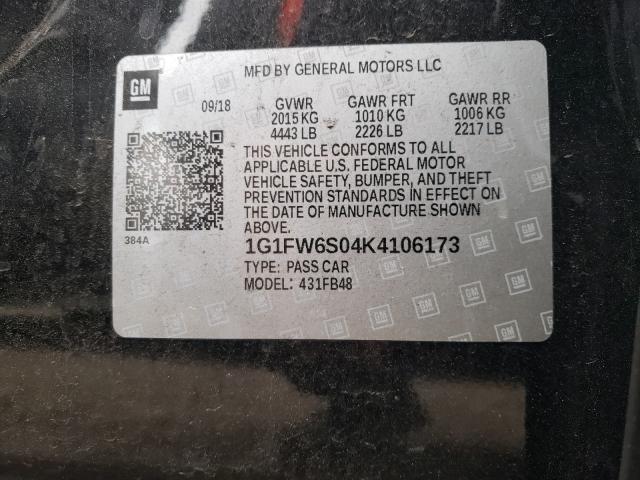 GM
MFD BY GENERAL MOTORS LLC
09/18
GVWR GAWR FRT GAWR RR
2015 KG 1010 KG 1006 KG
4443 LB 2226 LB 2217 LB
THIS VEHICLE CONFORMS TO ALL
APPLICABLE U.S. FEDERAL MOTOR
VEHICLE SAFETY, BUMPER, AND THEFT
PREVENTION STANDARDS IN EFFECT ON
THE DATE OF MANUFACTURE SHOWN
ABOVE.
384A
1G1FW6S04K4106173
TYPE: PASS CAR
MODEL: 431FB48